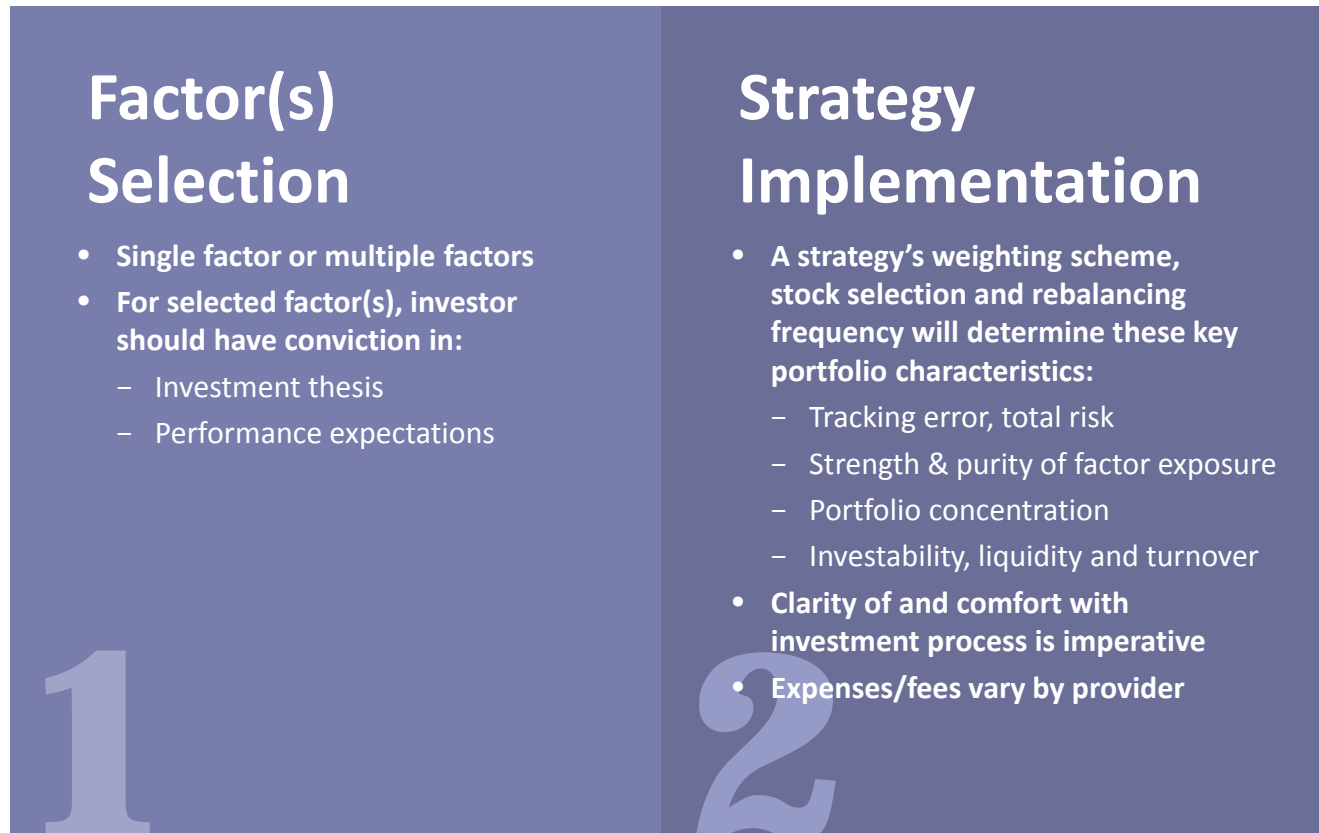 Factor(s)
Selection
• Single factor or multiple factors
• For selected factor(s), investor
should have conviction in:
– Investment thesis
– Performance expectations
1
Strategy
Implementation
• A strategy’s weighting scheme,
stock selection and rebalancing
frequency will determine these key
portfolio characteristics:
– Tracking error, total risk
– Strength & purity of factor exposure
– Portfolio concentration
– Investability, liquidity and turnover
• Clarity of and comfort with
investment process is imperative
• Expenses/fees vary by provider
2